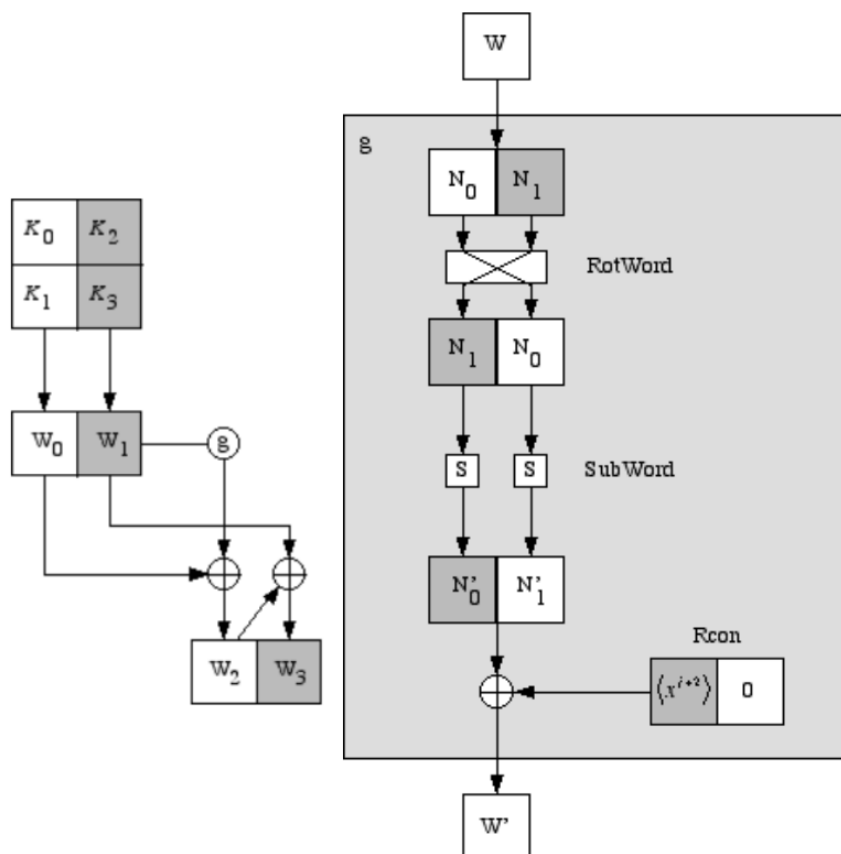 W
g
N₀ N₁
RotWord
N₁ N₀
S S
SubWord
N'₀ N'₁
Rcon
⟨xⁱ⁺²⟩ 0
W'
K₀ K₂
K₁ K₃
W₀ W₁
g
W₂ W₃